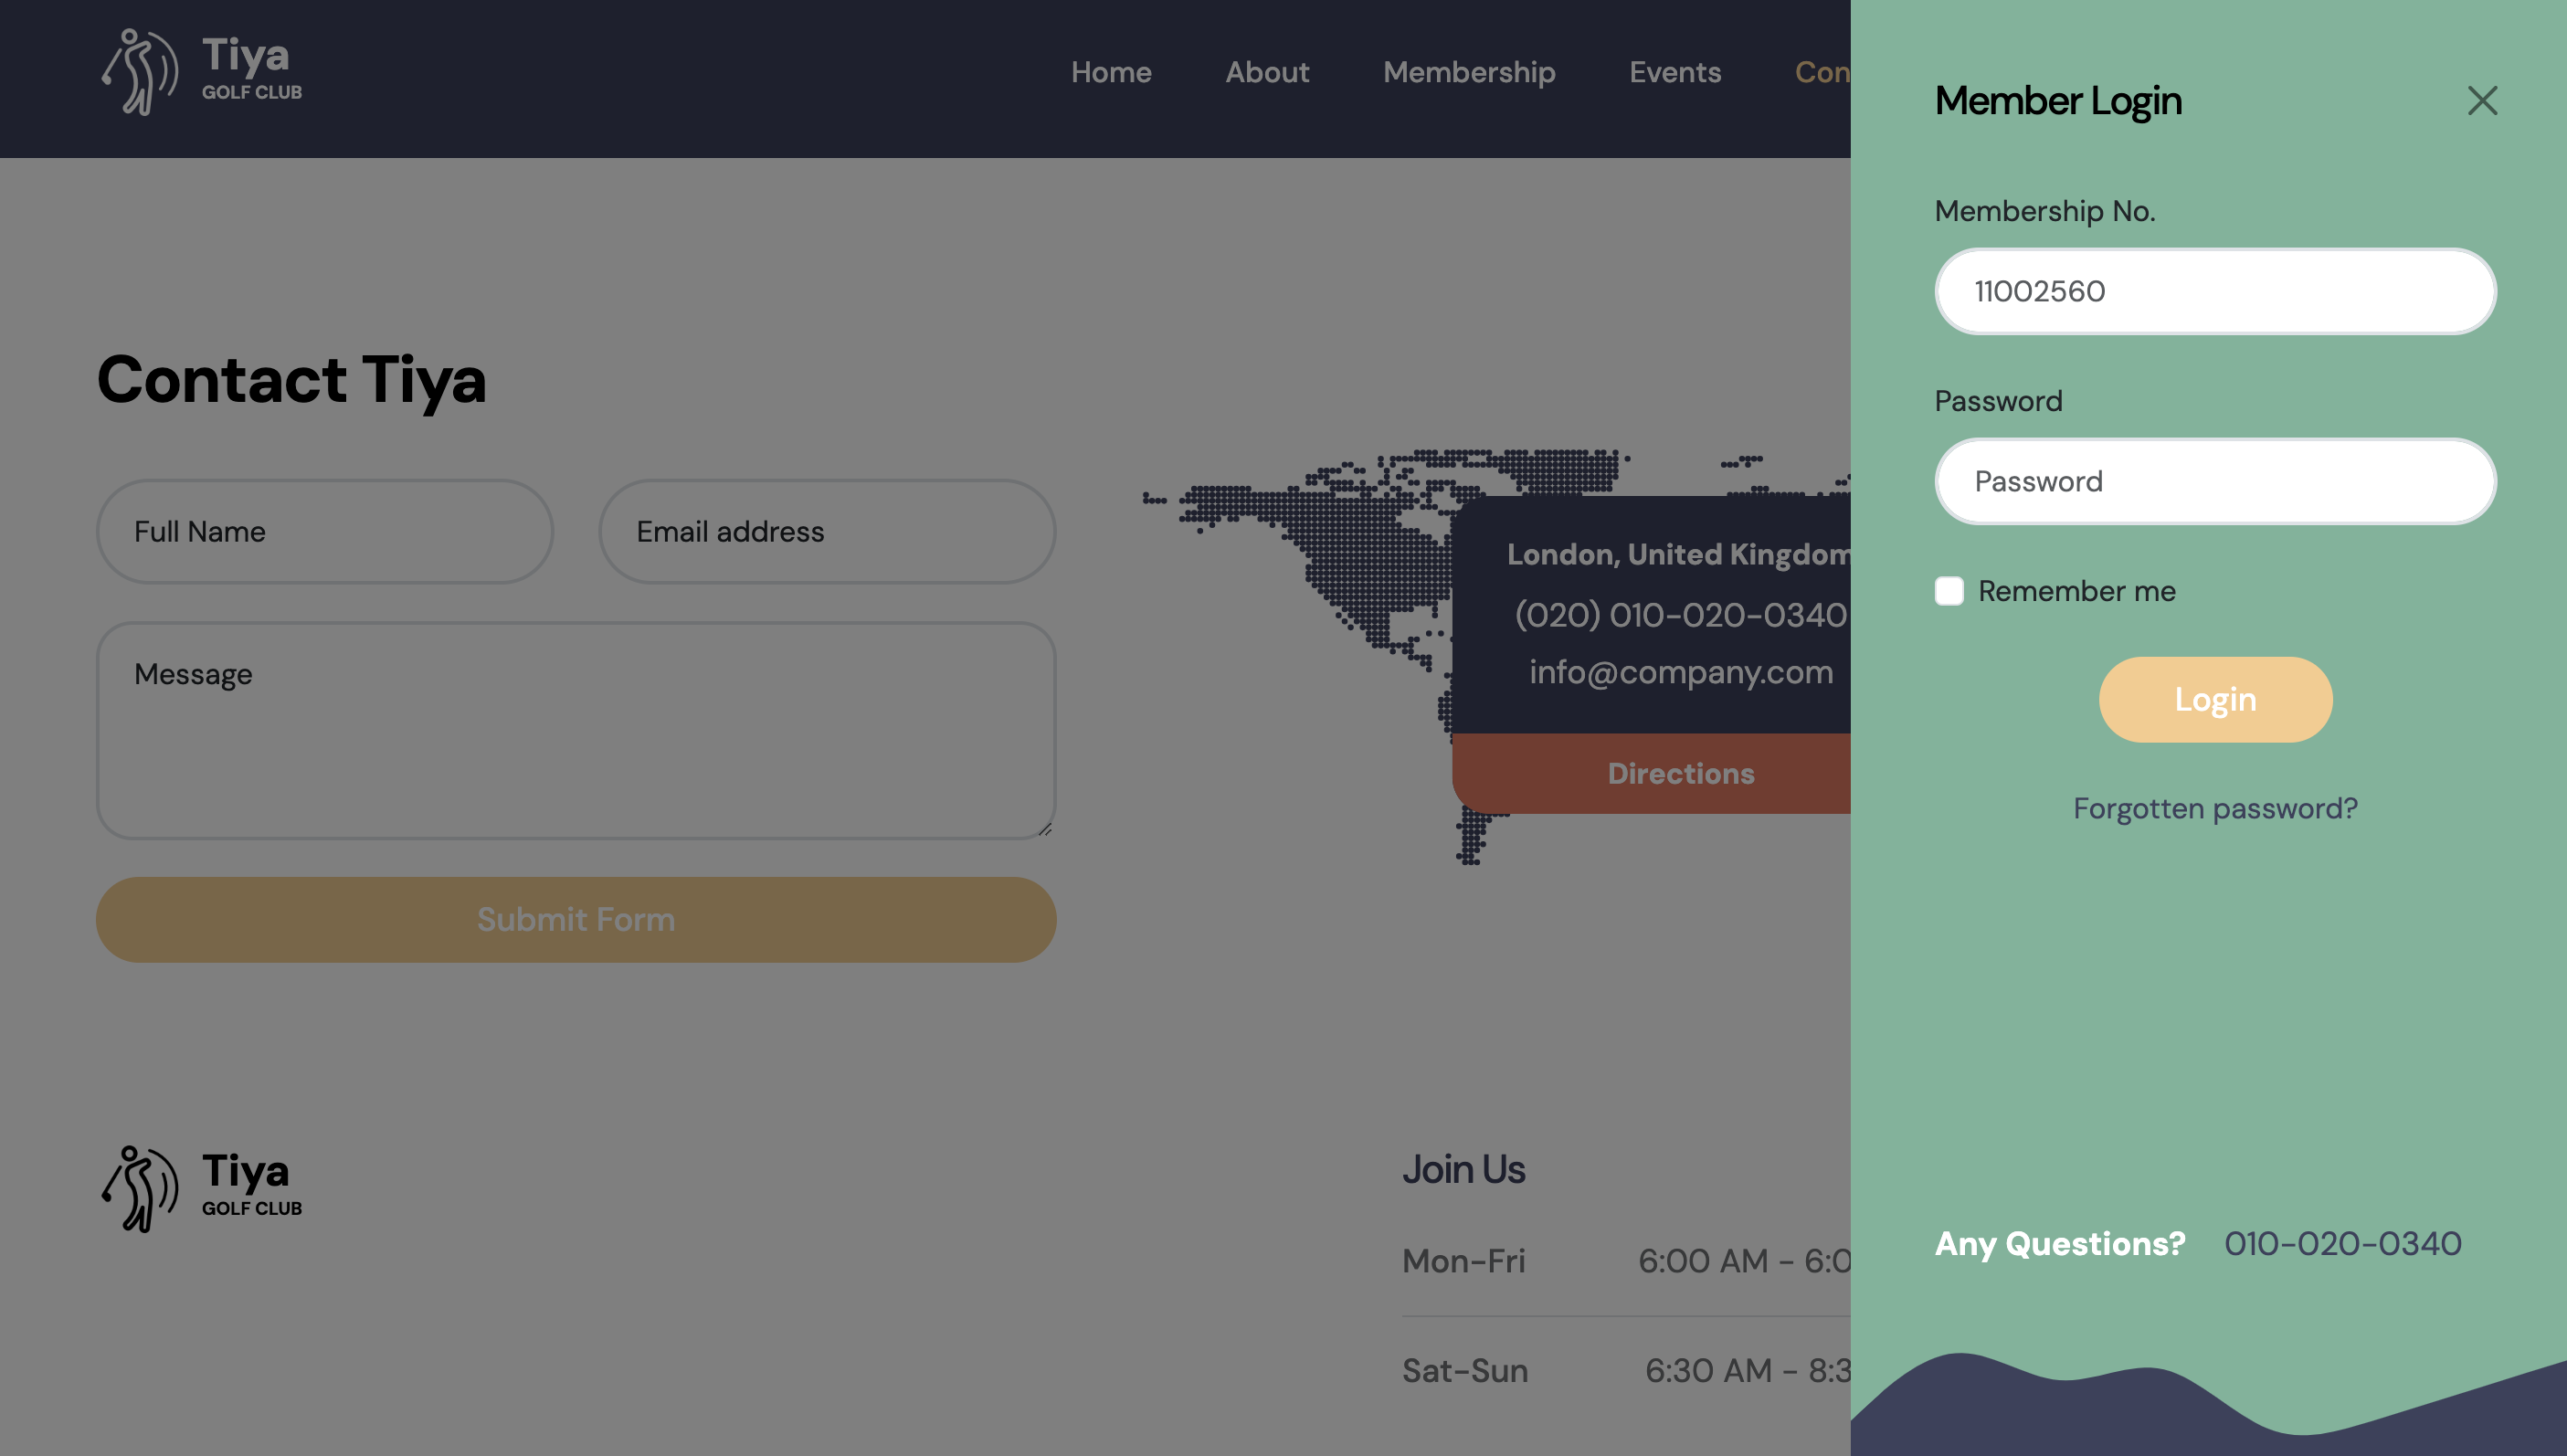 Tiya
GOLF CLUB
Home About Membership Events Con
Contact Tiya
Full Name Email address
Message
Submit Form
London, United Kingdom
(020) 010-020-0340
info@company.com
Directions
Tiya
GOLF CLUB
Join Us
Mon-Fri 6:00 AM - 6:0
Sat-Sun 6:30 AM - 8:3
Member Login
Membership No.
11002560
Password
Password
Remember me
Login
Forgotten password?
Any Questions? 010-020-0340